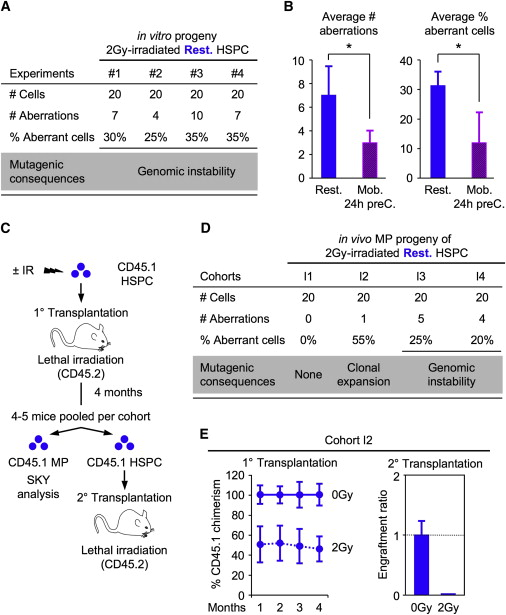 A
in vitro progeny
2Gy-irradiated Rest. HSPC
Experiments #1 #2 #3 #4
# Cells 20 20 20 20
# Aberrations 7 4 10 7
% Aberrant cells 30% 25% 35% 35%
Mutagenic consequences Genomic instability
B
Average #
aberrations
*
10
8
6
4
2
0
Rest. Mob.
24h preC.
Average %
aberrant cells
*
40
30
20
10
0
Rest. Mob.
24h preC.
C
± IR
CD45.1
HSPC
1° Transplantation
Lethal irradiation
(CD45.2)
4 months
4-5 mice pooled per cohort
CD45.1 MP CD45.1 HSPC
SKY
analysis
2° Transplantation
Lethal irradiation
(CD45.2)
D
in vivo MP progeny of
2Gy-irradiated Rest. HSPC
Cohorts I1 I2 I3 I4
# Cells 20 20 20 20
# Aberrations 0 1 5 4
% Aberrant cells 0% 55% 25% 20%
Mutagenic consequences None Clonal expansion Genomic instability
E
Cohort I2
1° Transplantation
% CD45.1 chimerism
120
100
80
60
40
20
0
0Gy
2Gy
Months 1 2 3 4
2° Transplantation
Engraftment ratio
2
1
0
0Gy 2Gy